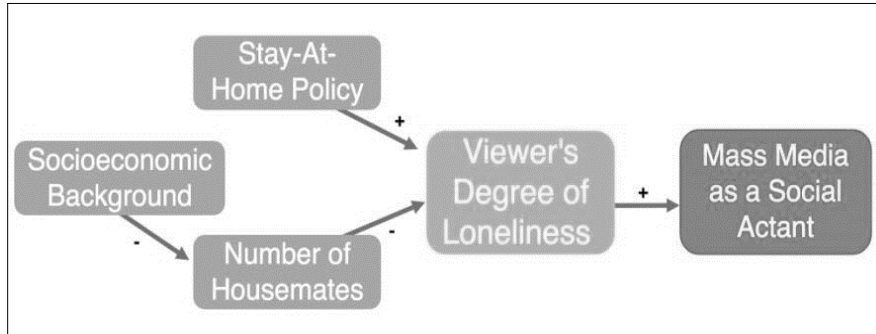 Stay-At-
Home Policy
+
Socioeconomic
Background
-
Number of
Housemates
-
Viewer's
Degree of
Loneliness
+
Mass Media
as a Social
Actant